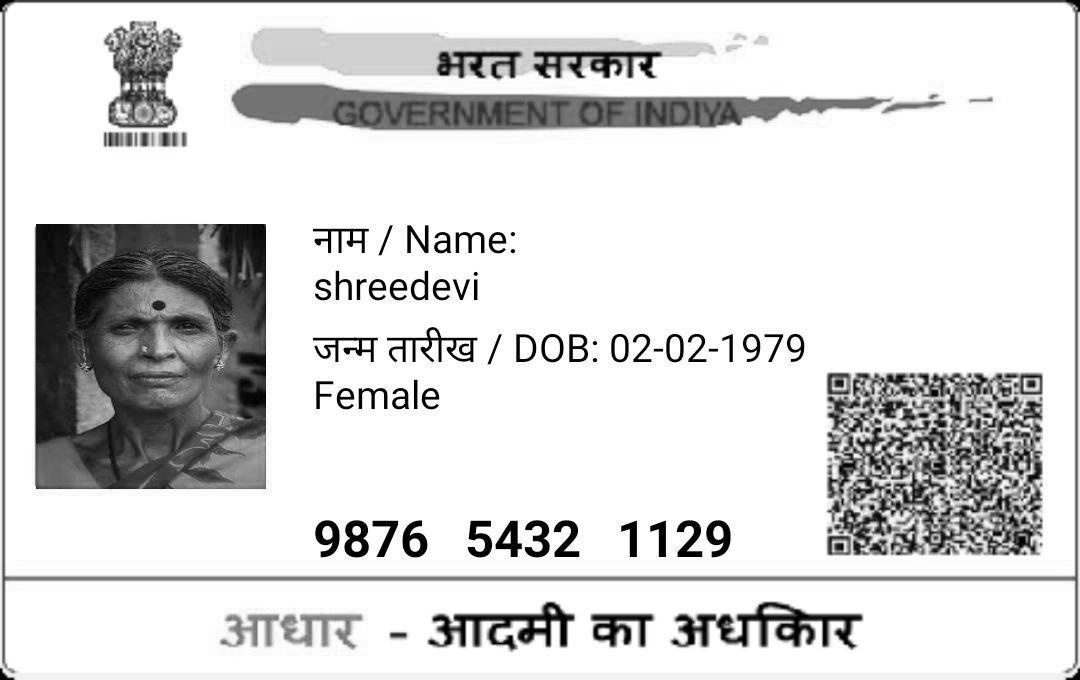 भरत सरकार
GOVERNMENT OF INDIYA
नाम / Name:
shreedevi
जन्म तारीख / DOB: 02-02-1979
Female
9876 5432 1129
आधार - आदमी का अधकिार